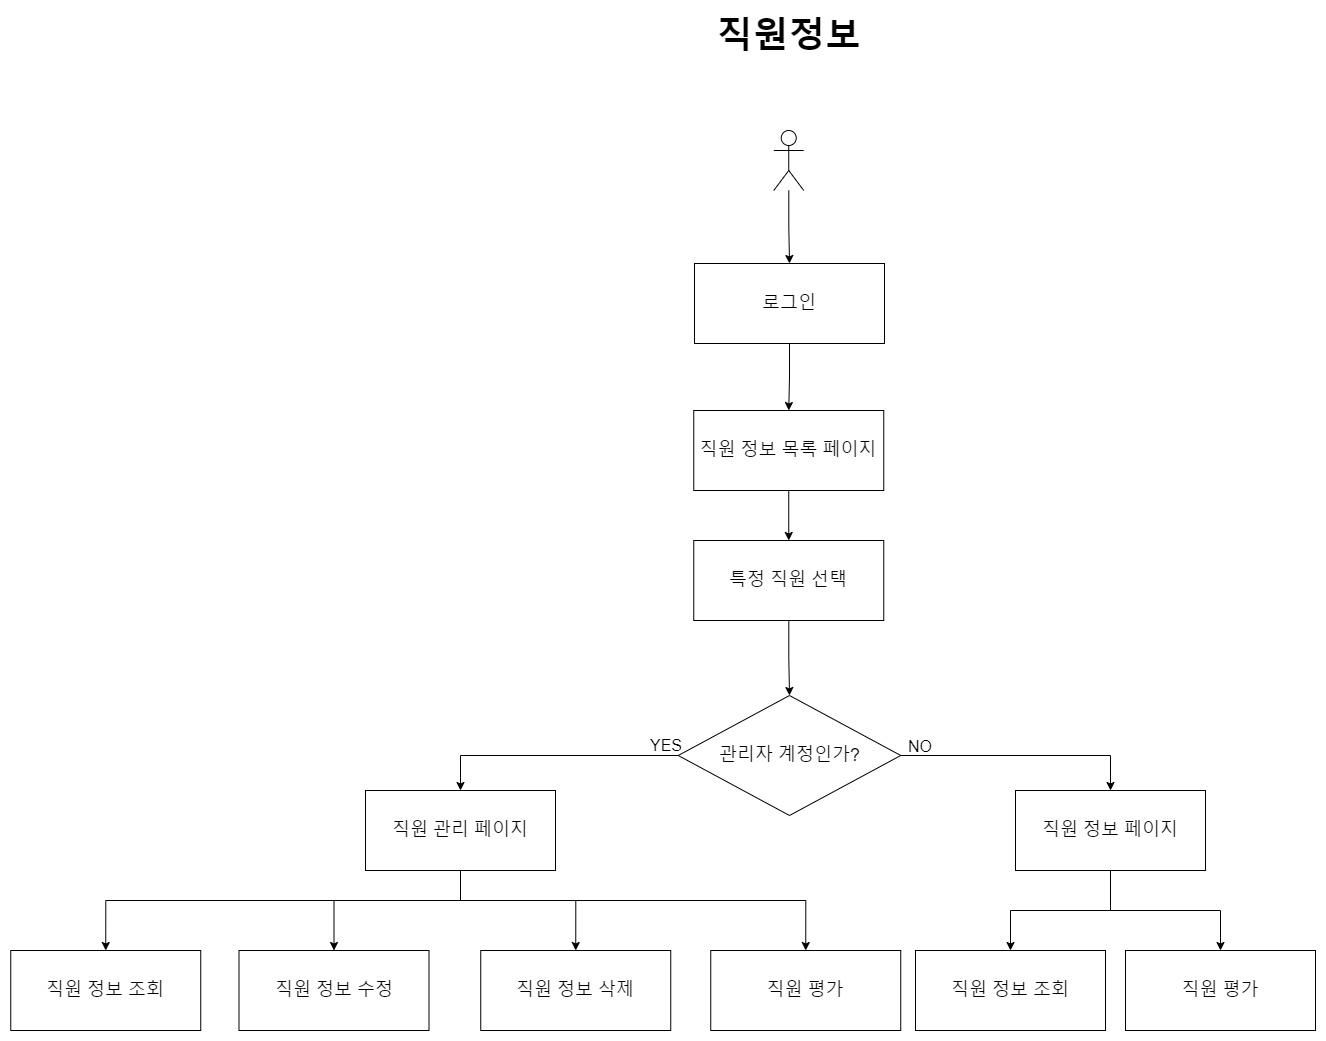 직원정보
로그인
직원 정보 목록 페이지
특정 직원 선택
관리자 계정인가?
YES
NO
직원 관리 페이지
직원 정보 페이지
직원 정보 조회
직원 정보 수정
직원 정보 삭제
직원 평가
직원 정보 조회
직원 평가